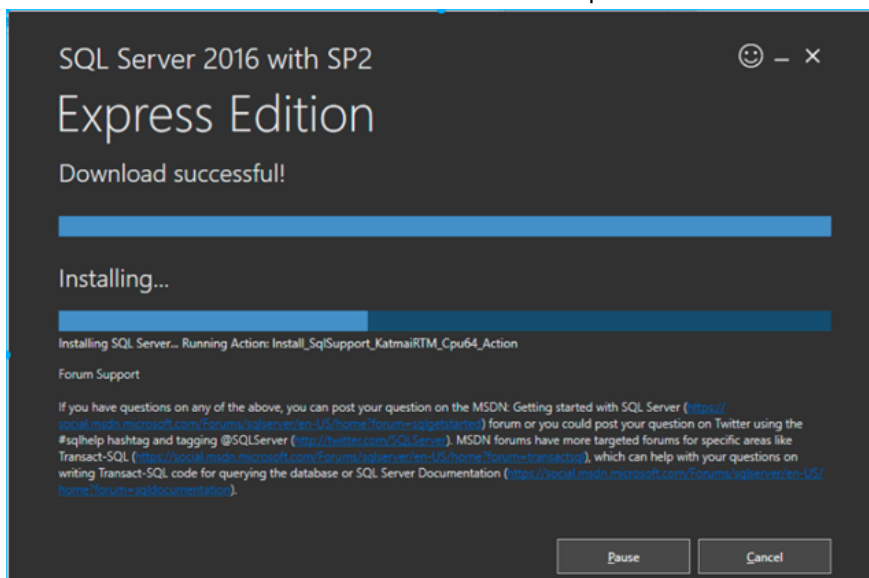 SQL Server 2016 with SP2
Express Edition
Download successful!
Installing...
Installing SQL Server... Running Action: Install_SqlSupport_KatmaiRTM_Cpu64_Action
Forum Support
If you have questions on any of the above, you can post your question on the MSDN: Getting started with SQL Server (https://
social.msdn.microsoft.com/Forums/sqlserver/en-US/home?forum=sqlgetstarted) forum or you could post your question on Twitter using the
#sqlhelp hashtag and tagging @SQLServer (http://twitter.com/SQLServer). MSDN forums have more targeted forums for specific areas like
Transact-SQL (https://social.msdn.microsoft.com/Forums/sqlserver/en-US/home?forum=transactsql), which can help with your questions on
writing Transact-SQL code for querying the database or SQL Server Documentation (https://social.msdn.microsoft.com/Forums/sqlserver/en-US/
home?forum=sqldocumentation).
Pause Cancel